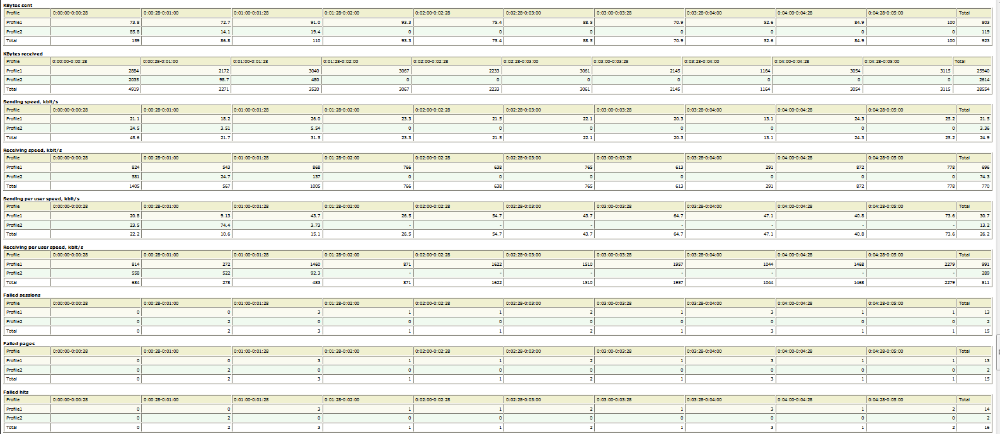 KBytes sent
Profile 0:00:00-0:00:28 0:00:28-0:01:00 0:01:00-0:01:28 0:01:28-0:02:00 0:02:00-0:02:28 0:02:28-0:03:00 0:03:00-0:03:28 0:03:28-0:04:00 0:04:00-0:04:28 0:04:28-0:05:00 Total
Profile1 73.8 72.7 91.0 93.3 75.4 88.5 70.9 52.6 84.9 100 803
Profile2 85.8 14.1 19.4 0 0 0 0 0 0 0 119
Total 159 86.8 110 93.3 75.4 88.5 70.9 52.6 84.9 100 923
KBytes received
Profile 0:00:00-0:00:28 0:00:28-0:01:00 0:01:00-0:01:28 0:01:28-0:02:00 0:02:00-0:02:28 0:02:28-0:03:00 0:03:00-0:03:28 0:03:28-0:04:00 0:04:00-0:04:28 0:04:28-0:05:00 Total
Profile1 2884 2172 3040 3067 2233 3061 2145 1164 3054 3115 25940
Profile2 2035 98.7 480 0 0 0 0 0 0 0 2614
Total 4919 2271 3520 3067 2233 3061 2145 1164 3054 3115 28554
Sending speed, kbit/s
Profile 0:00:00-0:00:28 0:00:28-0:01:00 0:01:00-0:01:28 0:01:28-0:02:00 0:02:00-0:02:28 0:02:28-0:03:00 0:03:00-0:03:28 0:03:28-0:04:00 0:04:00-0:04:28 0:04:28-0:05:00 Total
Profile1 21.1 18.2 26.0 23.3 21.5 22.1 20.3 13.1 24.3 25.2 21.5
Profile2 24.5 3.51 5.54 0 0 0 0 0 0 0 3.36
Total 45.6 21.7 31.5 23.3 21.5 22.1 20.3 13.1 24.3 25.2 24.9
Receiving speed, kbit/s
Profile 0:00:00-0:00:28 0:00:28-0:01:00 0:01:00-0:01:28 0:01:28-0:02:00 0:02:00-0:02:28 0:02:28-0:03:00 0:03:00-0:03:28 0:03:28-0:04:00 0:04:00-0:04:28 0:04:28-0:05:00 Total
Profile1 824 543 868 766 638 765 613 291 872 778 696
Profile2 581 24.7 137 0 0 0 0 0 0 0 74.3
Total 1405 567 1005 766 638 765 613 291 872 778 770
Sending per user speed, kbit/s
Profile 0:00:00-0:00:28 0:00:28-0:01:00 0:01:00-0:01:28 0:01:28-0:02:00 0:02:00-0:02:28 0:02:28-0:03:00 0:03:00-0:03:28 0:03:28-0:04:00 0:04:00-0:04:28 0:04:28-0:05:00 Total
Profile1 20.8 9.13 43.7 26.5 54.7 43.7 64.7 47.1 40.8 73.6 30.7
Profile2 23.5 74.4 3.73 - - - - - - - 13.2
Total 22.2 10.6 15.1 26.5 54.7 43.7 64.7 47.1 40.8 73.6 26.2
Receiving per user speed, kbit/s
Profile 0:00:00-0:00:28 0:00:28-0:01:00 0:01:00-0:01:28 0:01:28-0:02:00 0:02:00-0:02:28 0:02:28-0:03:00 0:03:00-0:03:28 0:03:28-0:04:00 0:04:00-0:04:28 0:04:28-0:05:00 Total
Profile1 814 272 1460 871 1622 1510 1957 1044 1468 2279 991
Profile2 558 522 92.3 - - - - - - - 289
Total 684 278 483 871 1622 1510 1957 1044 1468 2279 811
Failed sessions
Profile 0:00:00-0:00:28 0:00:28-0:01:00 0:01:00-0:01:28 0:01:28-0:02:00 0:02:00-0:02:28 0:02:28-0:03:00 0:03:00-0:03:28 0:03:28-0:04:00 0:04:00-0:04:28 0:04:28-0:05:00 Total
Profile1 0 0 3 1 1 2 1 3 1 1 13
Profile2 0 2 0 0 0 0 0 0 0 0 2
Total 0 2 3 1 1 2 1 3 1 1 15
Failed pages
Profile 0:00:00-0:00:28 0:00:28-0:01:00 0:01:00-0:01:28 0:01:28-0:02:00 0:02:00-0:02:28 0:02:28-0:03:00 0:03:00-0:03:28 0:03:28-0:04:00 0:04:00-0:04:28 0:04:28-0:05:00 Total
Profile1 0 0 3 1 1 2 1 3 1 1 13
Profile2 0 2 0 0 0 0 0 0 0 0 2
Total 0 2 3 1 1 2 1 3 1 1 15
Failed hits
Profile 0:00:00-0:00:28 0:00:28-0:01:00 0:01:00-0:01:28 0:01:28-0:02:00 0:02:00-0:02:28 0:02:28-0:03:00 0:03:00-0:03:28 0:03:28-0:04:00 0:04:00-0:04:28 0:04:28-0:05:00 Total
Profile1 0 0 3 1 1 2 1 3 1 2 14
Profile2 0 2 0 0 0 0 0 0 0 0 2
Total 0 2 3 1 1 2 1 3 1 2 16